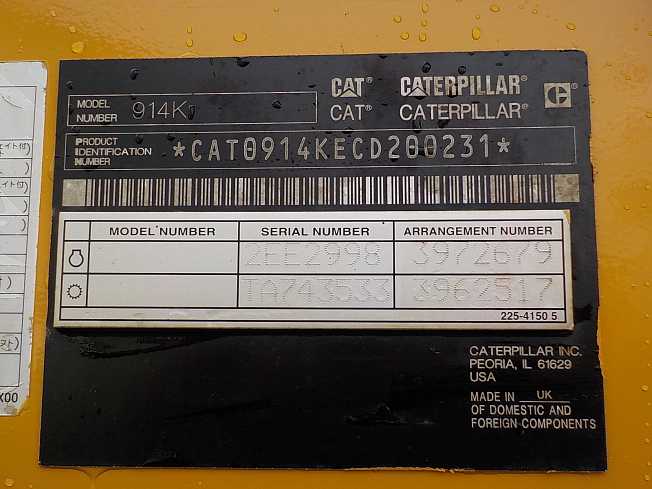 CAT® CATERPILLAR®
MODEL NUMBER 914K
CAT® CATERPILLAR®
PRODUCT IDENTIFICATION NUMBER *CAT0914KECD200231*
MODEL NUMBER SERIAL NUMBER ARRANGEMENT NUMBER
2EE2998 3972679
TA743533 3962517
225-4150 5
CATERPILLAR INC.
PEORIA, IL 61629
USA
MADE IN UK
OF DOMESTIC AND
FOREIGN COMPONENTS